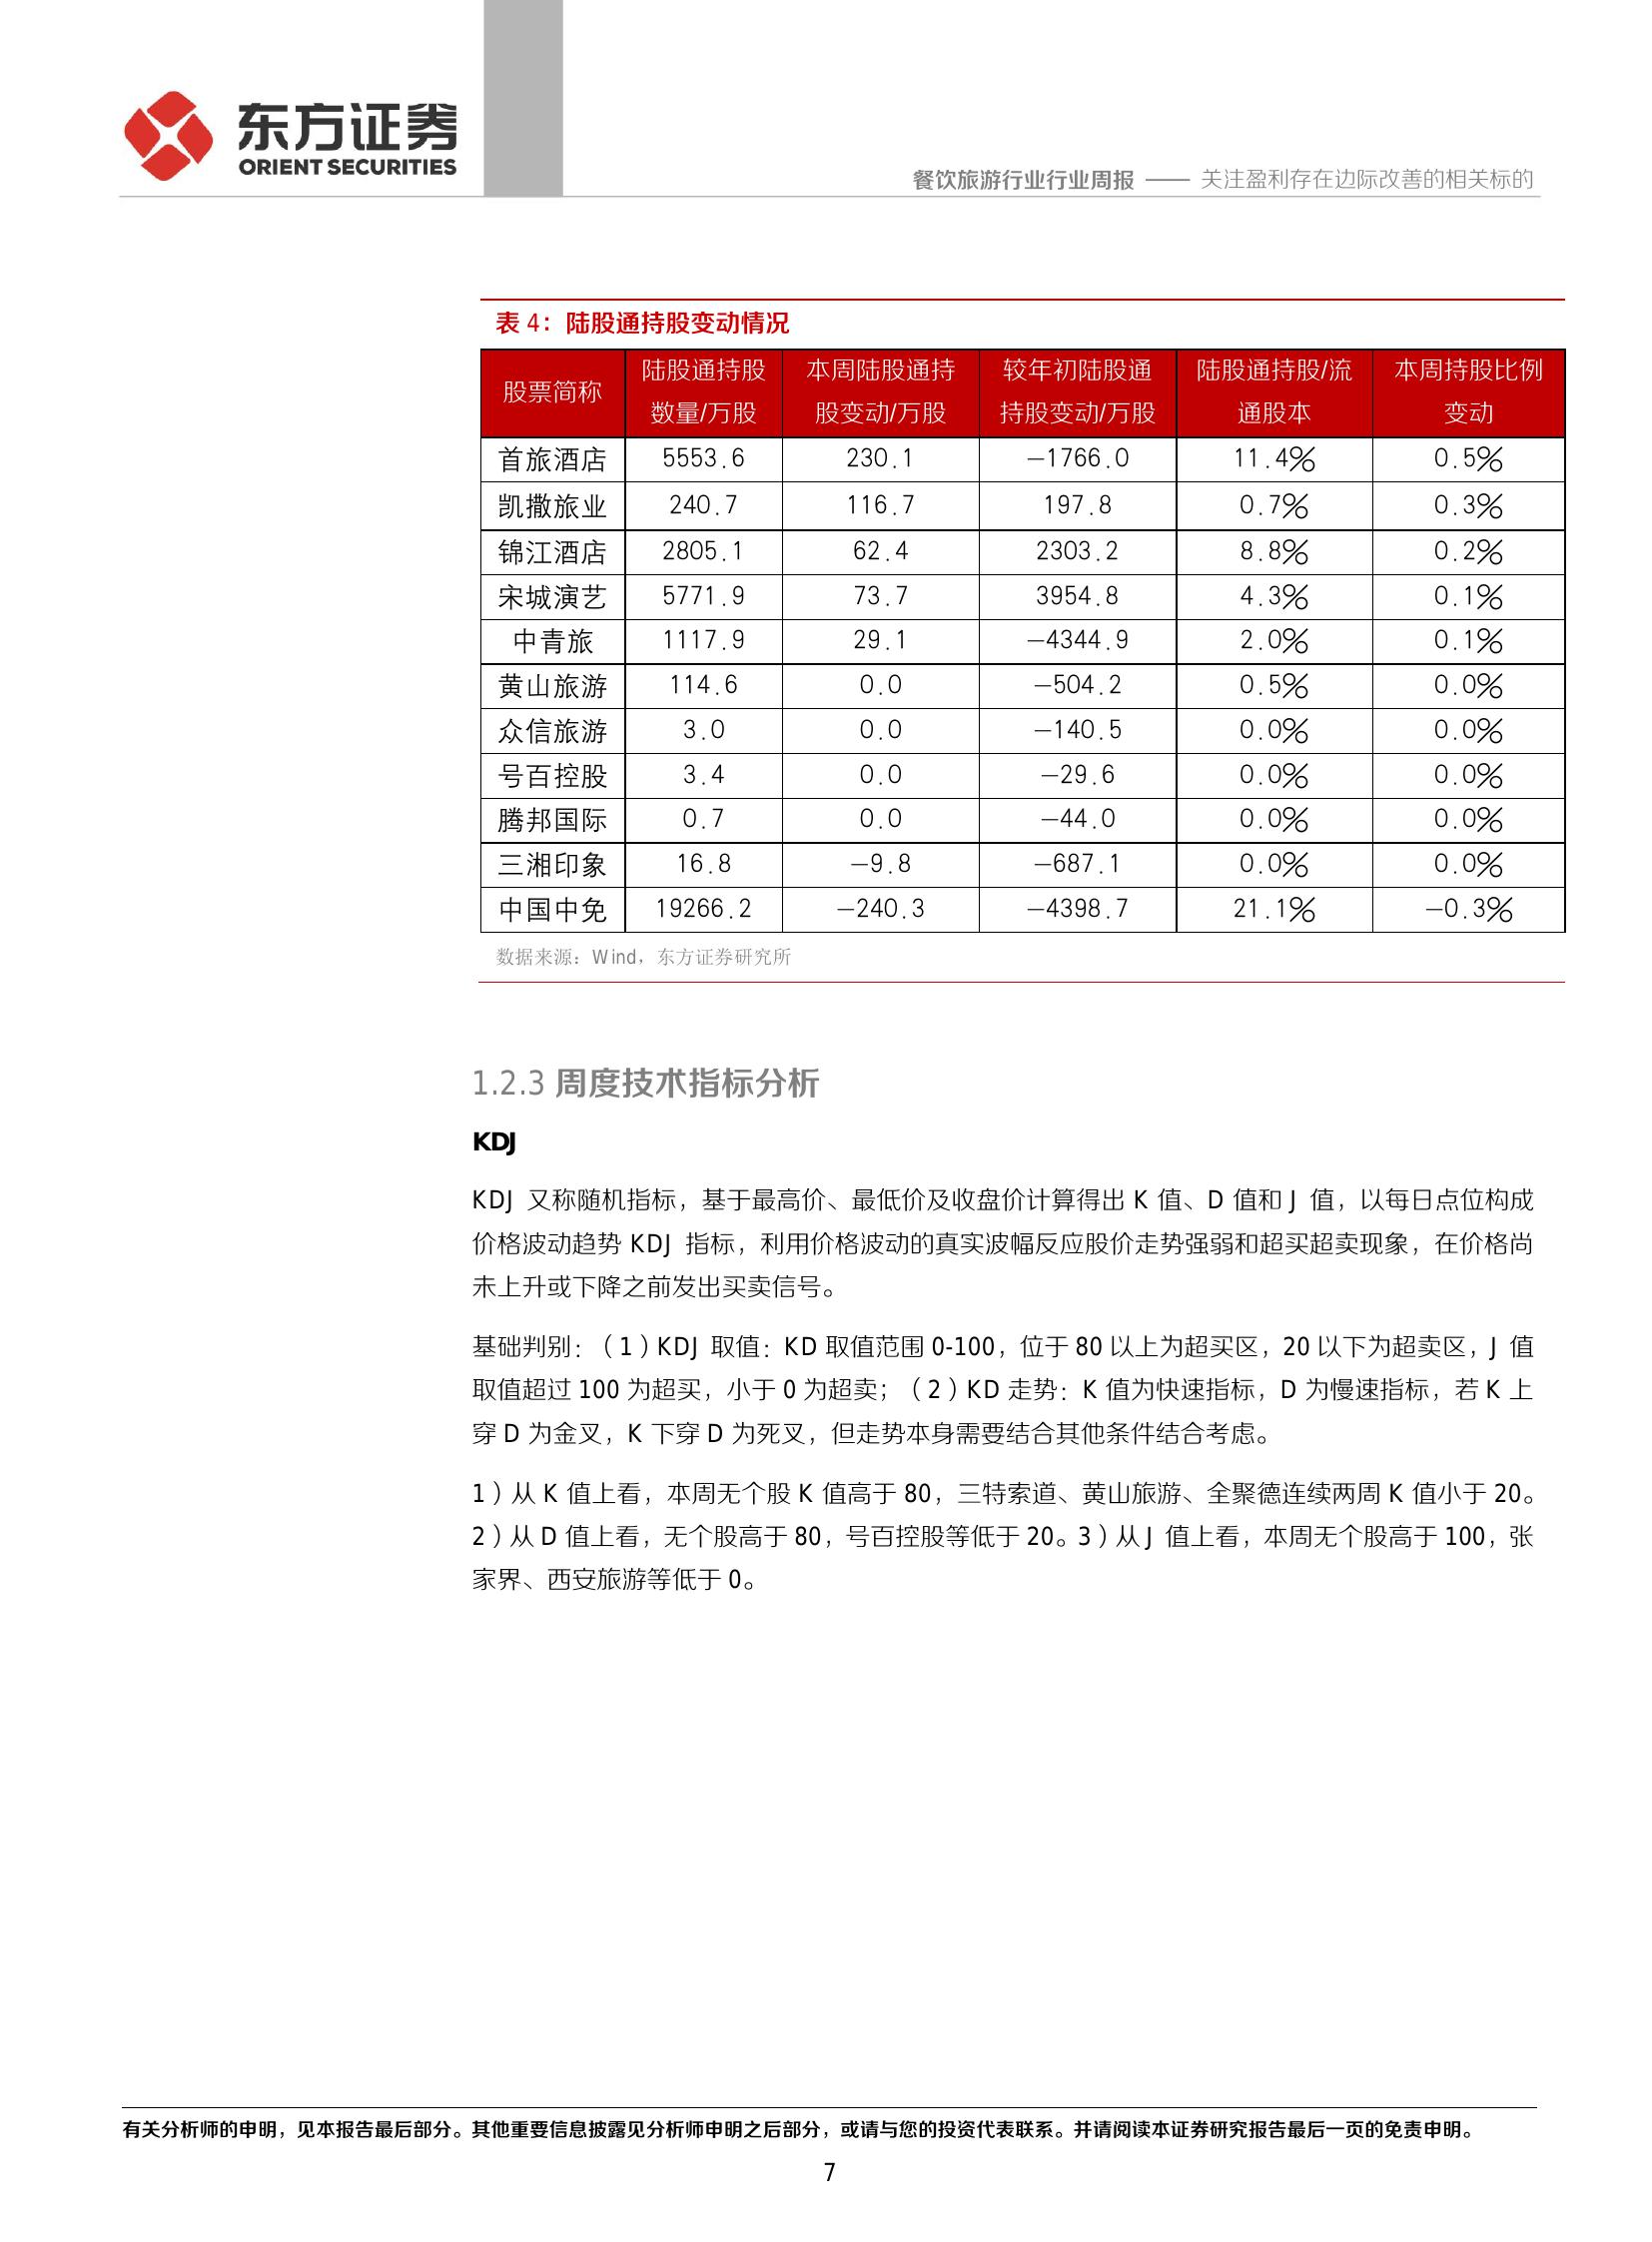 东方证券
ORIENT SECURITIES
餐饮旅游行业行业周报 —— 关注盈利存在边际改善的相关标的
表 4：陆股通持股变动情况
股票简称 陆股通持股数量/万股 本周陆股通持股变动/万股 较年初陆股通持股变动/万股 陆股通持股/流通股本 本周持股比例变动
首旅酒店 5553.6 230.1 -1766.0 11.4% 0.5%
凯撒旅业 240.7 116.7 197.8 0.7% 0.3%
锦江酒店 2805.1 62.4 2303.2 8.8% 0.2%
宋城演艺 5771.9 73.7 3954.8 4.3% 0.1%
中青旅 1117.9 29.1 -4344.9 2.0% 0.1%
黄山旅游 114.6 0.0 -504.2 0.5% 0.0%
众信旅游 3.0 0.0 -140.5 0.0% 0.0%
号百控股 3.4 0.0 -29.6 0.0% 0.0%
腾邦国际 0.7 0.0 -44.0 0.0% 0.0%
三湘印象 16.8 -9.8 -687.1 0.0% 0.0%
中国中免 19266.2 -240.3 -4398.7 21.1% -0.3%
数据来源：Wind，东方证券研究所
1.2.3 周度技术指标分析
KDJ
KDJ 又称随机指标，基于最高价、最低价及收盘价计算得出 K 值、D 值和 J 值，以每日点位构成
价格波动趋势 KDJ 指标，利用价格波动的真实波幅反应股价走势强弱和超买超卖现象，在价格尚
未上升或下降之前发出买卖信号。
基础判别：（1）KDJ 取值：KD 取值范围 0-100，位于 80 以上为超买区，20 以下为超卖区，J 值
取值超过 100 为超买，小于 0 为超卖；（2）KD 走势：K 值为快速指标，D 为慢速指标，若 K 上
穿 D 为金叉，K 下穿 D 为死叉，但走势本身需要结合其他条件结合考虑。
1）从 K 值上看，本周无个股 K 值高于 80，三特索道、黄山旅游、全聚德连续两周 K 值小于 20。
2）从 D 值上看，无个股高于 80，号百控股等低于 20。3）从 J 值上看，本周无个股高于 100，张
家界、西安旅游等低于 0。
有关分析师的申明，见本报告最后部分。其他重要信息披露见分析师申明之后部分，或请与您的投资代表联系。并请阅读本证券研究报告最后一页的免责申明。
7